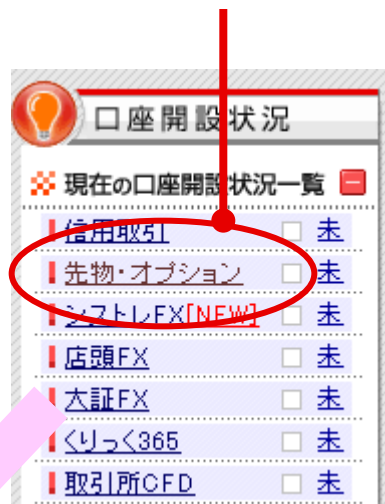 口座開設状況
現在の口座開設状況一覧
信用取引 未
先物・オプション 未
シストレFX[NEW] 未
店頭FX 未
大証FX 未
くりっく365 未
取引所CFD 未